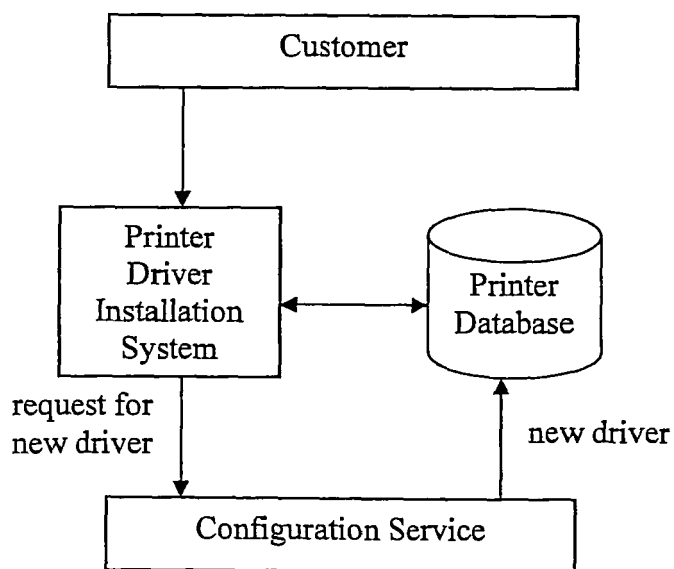 Customer
Printer
Driver
Installation
System
Printer
Database
request for
new driver
new driver
Configuration Service